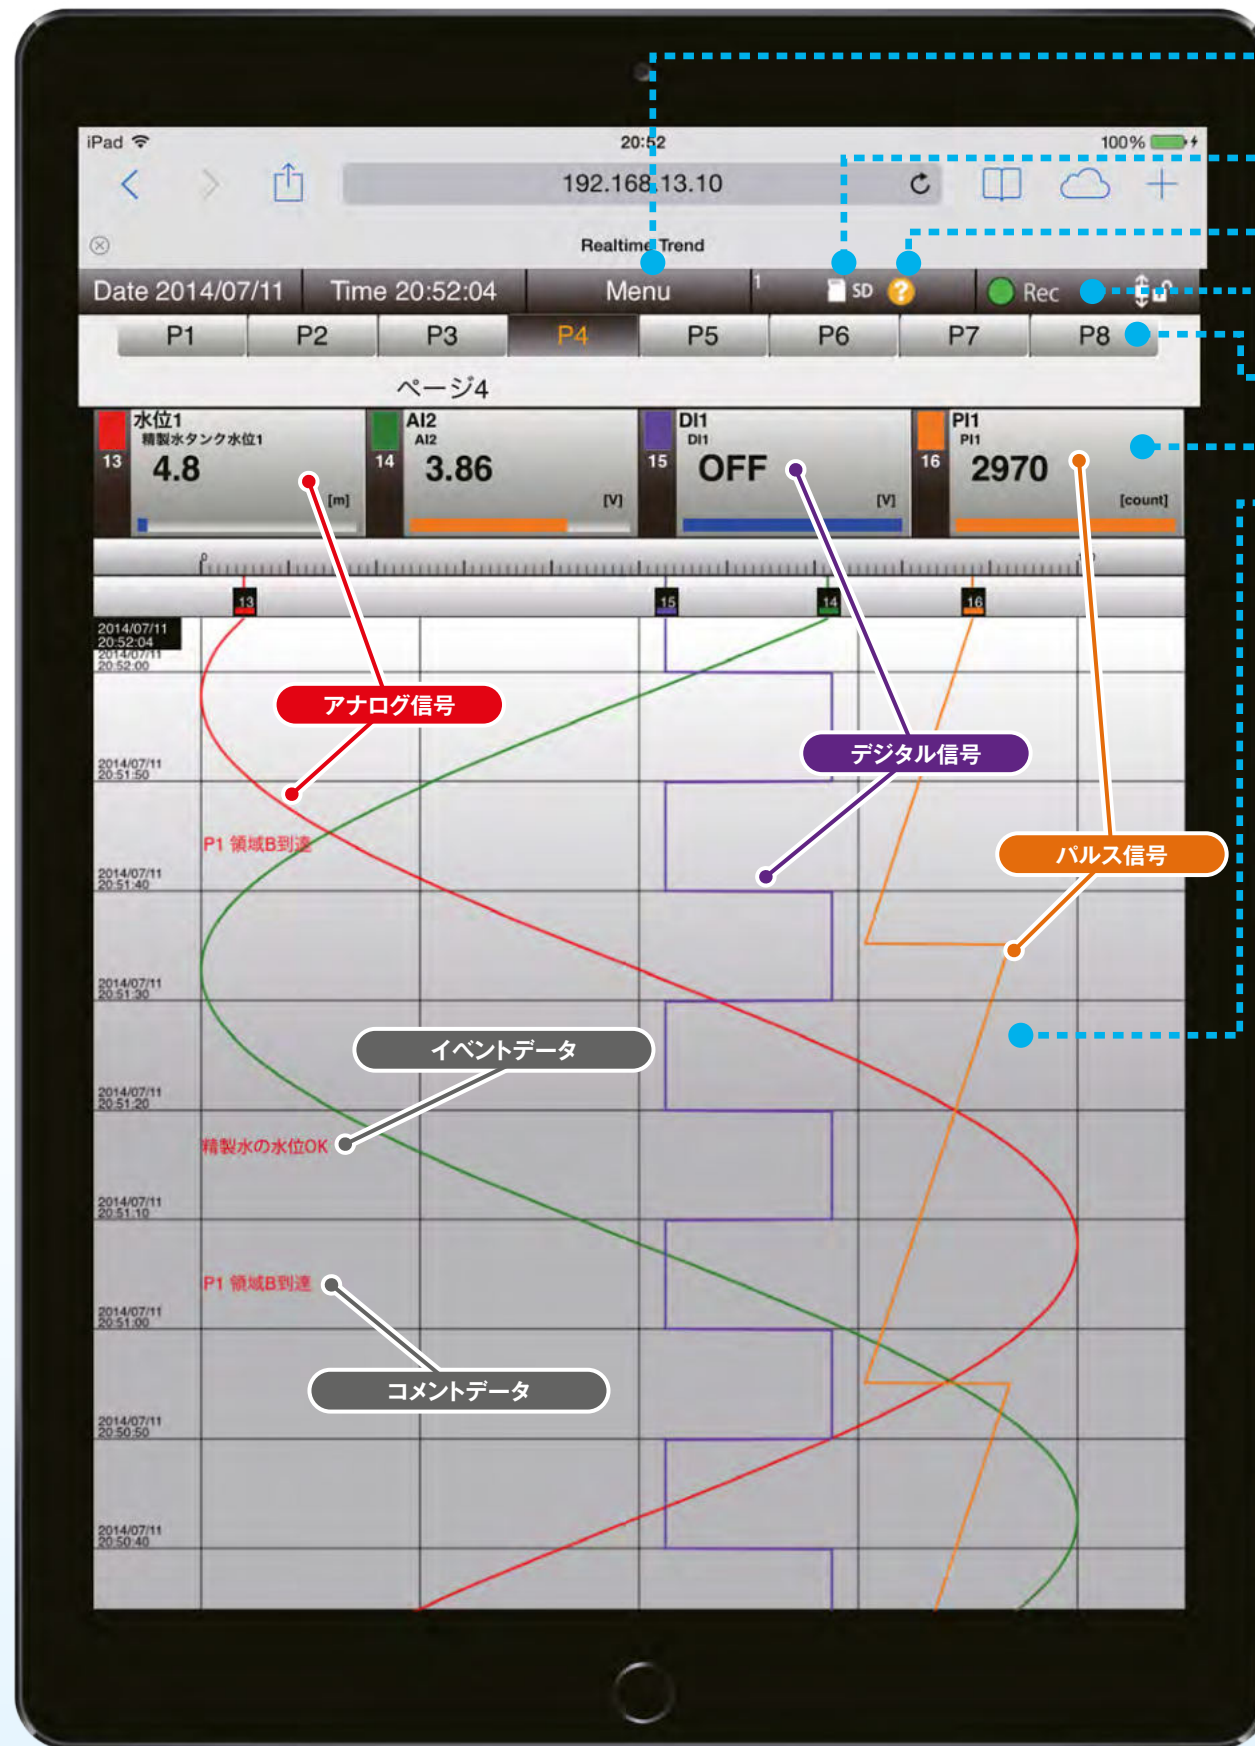 iPad 20:52 100%
192.168.13.10
Realtime Trend
Date 2014/07/11 Time 20:52:04 Menu 1 SD ? Rec
P1 P2 P3 P4 P5 P6 P7 P8
ページ4
水位1
精製水タンク水位1
13 4.8
[m]
AI2
AI2
14 3.86
[V]
DI1
DI1
15 OFF
[V]
PI1
PI1
16 2970
[count]
0
13 15 14 16
2014/07/11
20:52:04
2014/07/11
20:52:00
アナログ信号
デジタル信号
2014/07/11
20:51:50
P1 領域B到達
パルス信号
2014/07/11
20:51:40
2014/07/11
20:51:30
イベントデータ
2014/07/11
20:51:20
精製水の水位OK
2014/07/11
20:51:10
P1 領域B到達
2014/07/11
20:51:00
コメントデータ
2014/07/11
20:50:50
2014/07/11
20:50:40